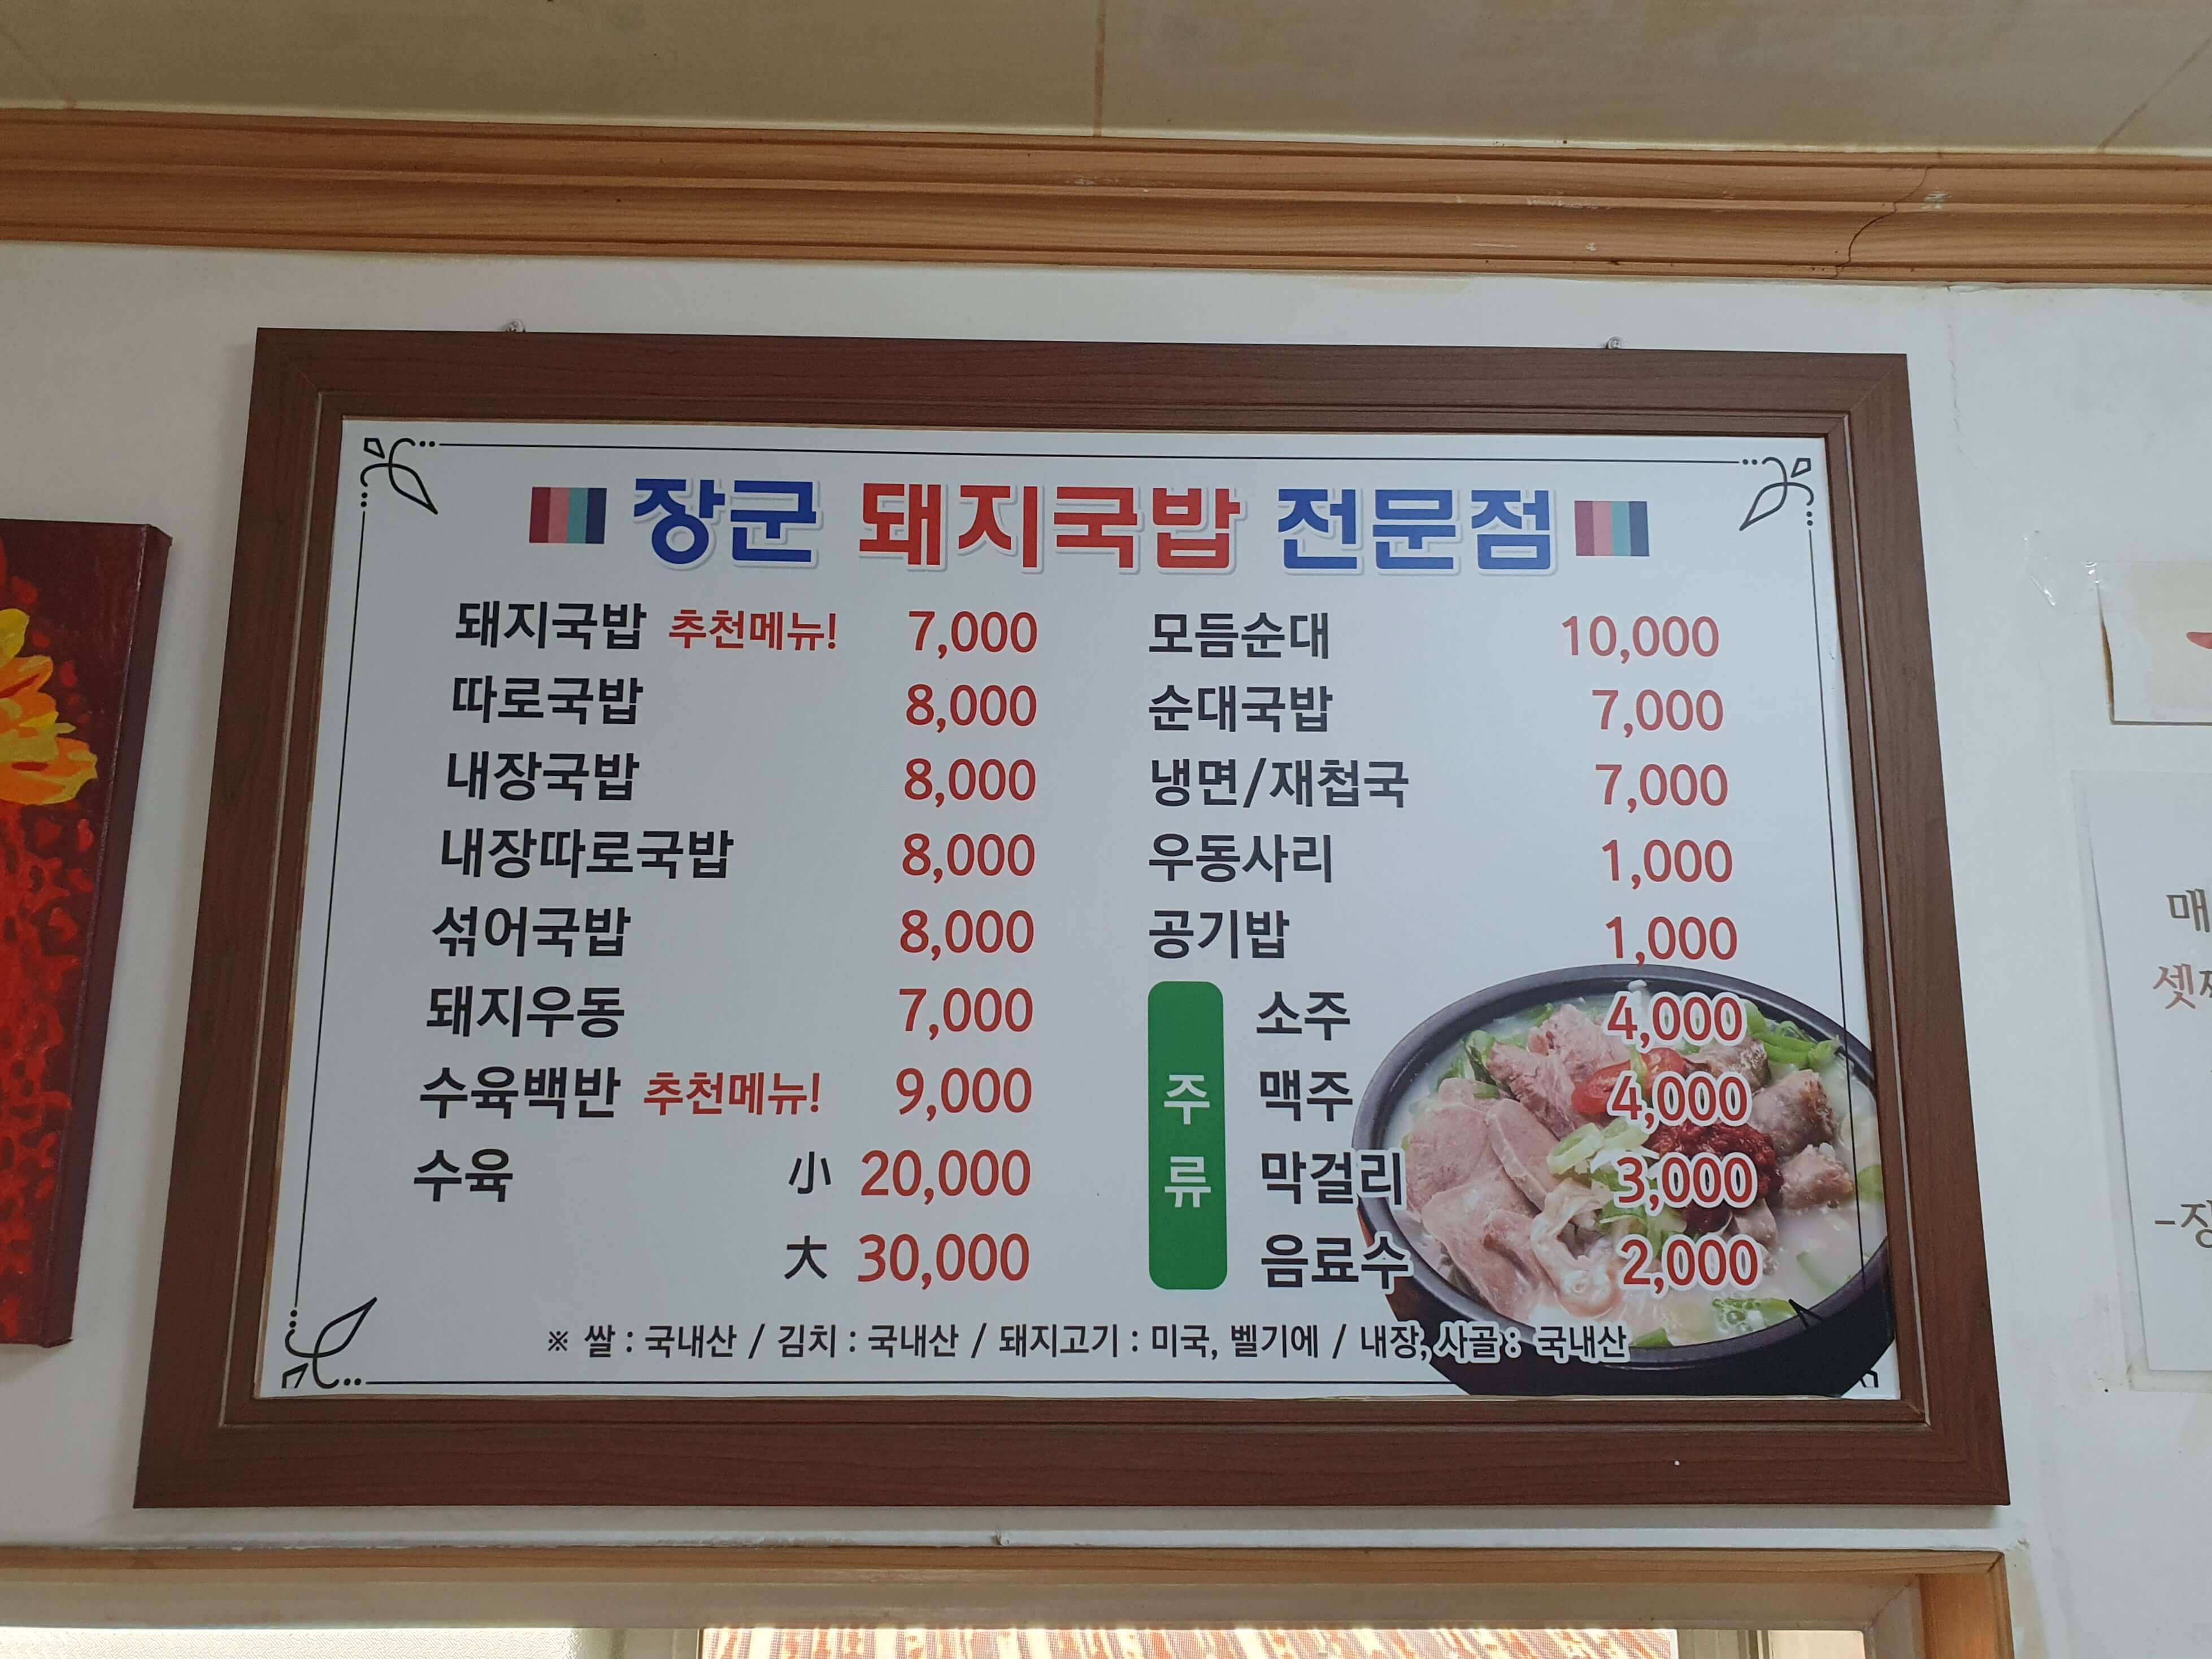 장군 돼지국밥 전문점
돼지국밥 추천메뉴! 7,000
따로국밥 8,000
내장국밥 8,000
내장따로국밥 8,000
섞어국밥 8,000
돼지우동 7,000
수육백반 추천메뉴! 9,000
수육 小 20,000
大 30,000
모듬순대 10,000
순대국밥 7,000
냉면/재첩국 7,000
우동사리 1,000
공기밥 1,000
주류
소주 4,000
맥주 4,000
막걸리 3,000
음료수 2,000
※ 쌀 : 국내산 / 김치 : 국내산 / 돼지고기 : 미국, 벨기에 / 내장, 사골 : 국내산
매